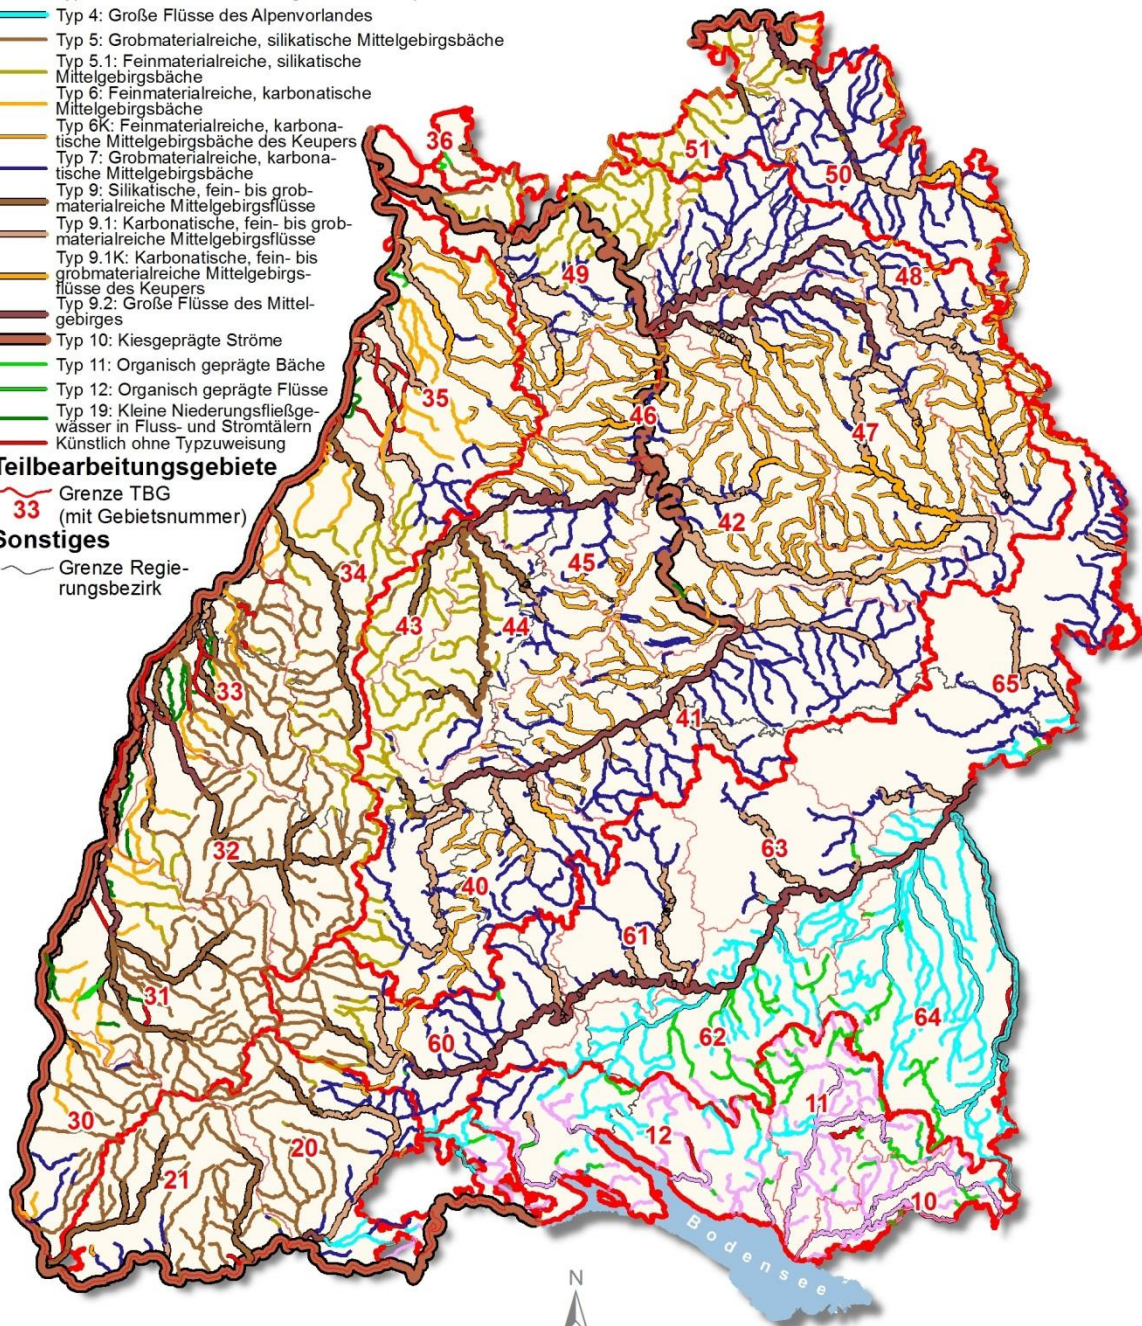 Typ 4: Große Flüsse des Alpenvorlandes
Typ 5: Grobmaterialreiche, silikatische Mittelgebirgsbäche
Typ 5.1: Feinmaterialreiche, silikatische
Mittelgebirgsbäche
Typ 6: Feinmaterialreiche, karbonatische
Mittelgebirgsbäche
Typ 6K: Feinmaterialreiche, karbona-
tische Mittelgebirgsbäche des Keupers
Typ 7: Grobmaterialreiche, karbona-
tische Mittelgebirgsbäche
Typ 9: Silikatische, fein- bis grob-
materialreiche Mittelgebirgsflüsse
Typ 9.1: Karbonatische, fein- bis grob-
materialreiche Mittelgebirgsflüsse
Typ 9.1K: Karbonatische, fein- bis
grobmaterialreiche Mittelgebirgs-
flüsse des Keupers
Typ 9.2: Große Flüsse des Mittel-
gebirges
Typ 10: Kiesgeprägte Ströme
Typ 11: Organisch geprägte Bäche
Typ 12: Organisch geprägte Flüsse
Typ 19: Kleine Niederungsfließge-
wässer in Fluss- und Stromtälern
Künstlich ohne Typzuweisung
Teilbearbeitungsgebiete
Grenze TBG
33 (mit Gebietsnummer)
Sonstiges
Grenze Regie-
rungsbezirk
36
51
50
49
48
35
46
47
42
34
45
43
44
33
65
41
32
63
40
61
31
64
62
60
30
11
12
20
21
10
Bodensee
N